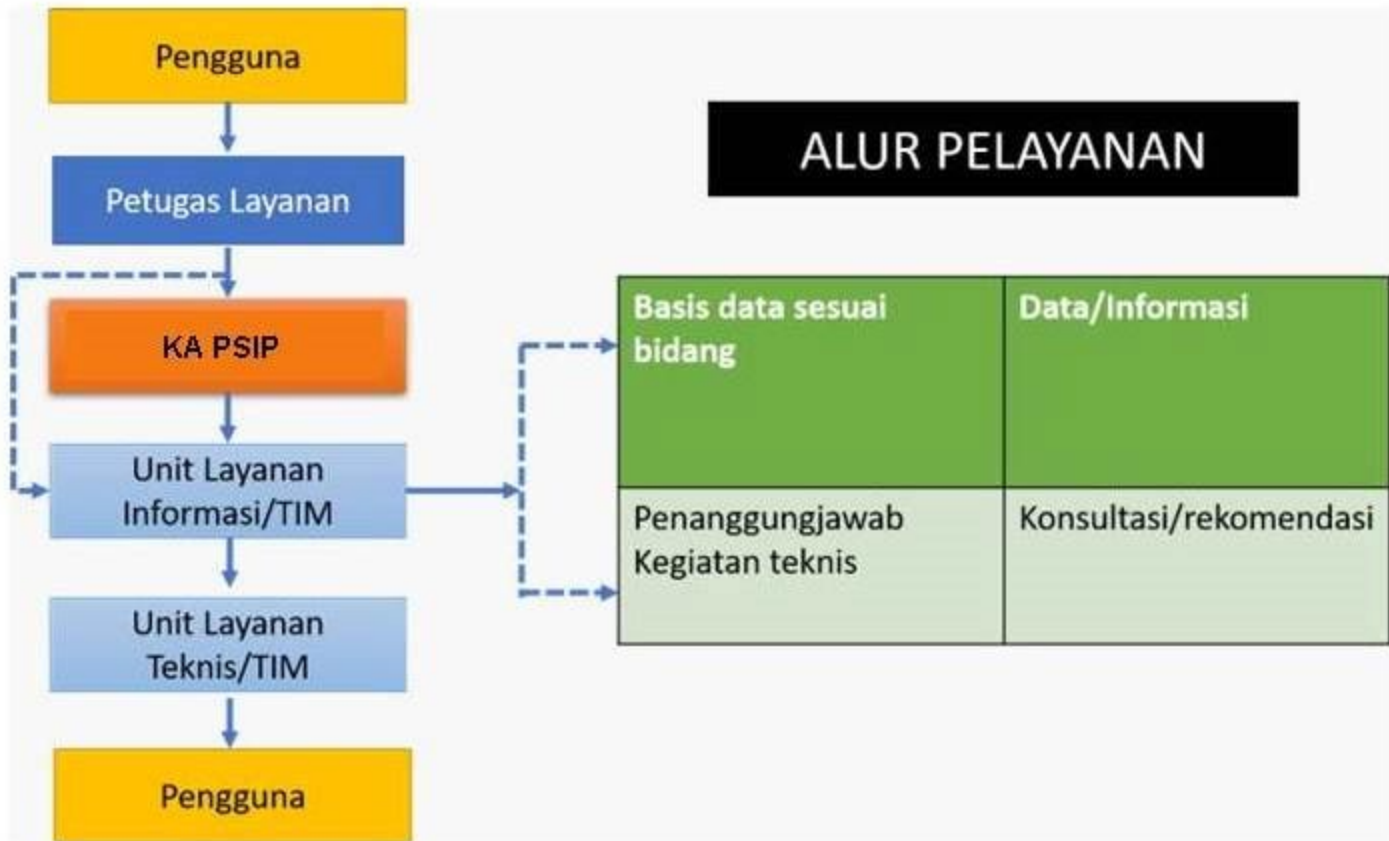 Pengguna
Petugas Layanan
KA PSIP
Unit Layanan
Informasi/TIM
Unit Layanan
Teknis/TIM
Pengguna
ALUR PELAYANAN
Basis data sesuai
bidang
Data/Informasi
Penanggungjawab
Kegiatan teknis
Konsultasi/rekomendasi